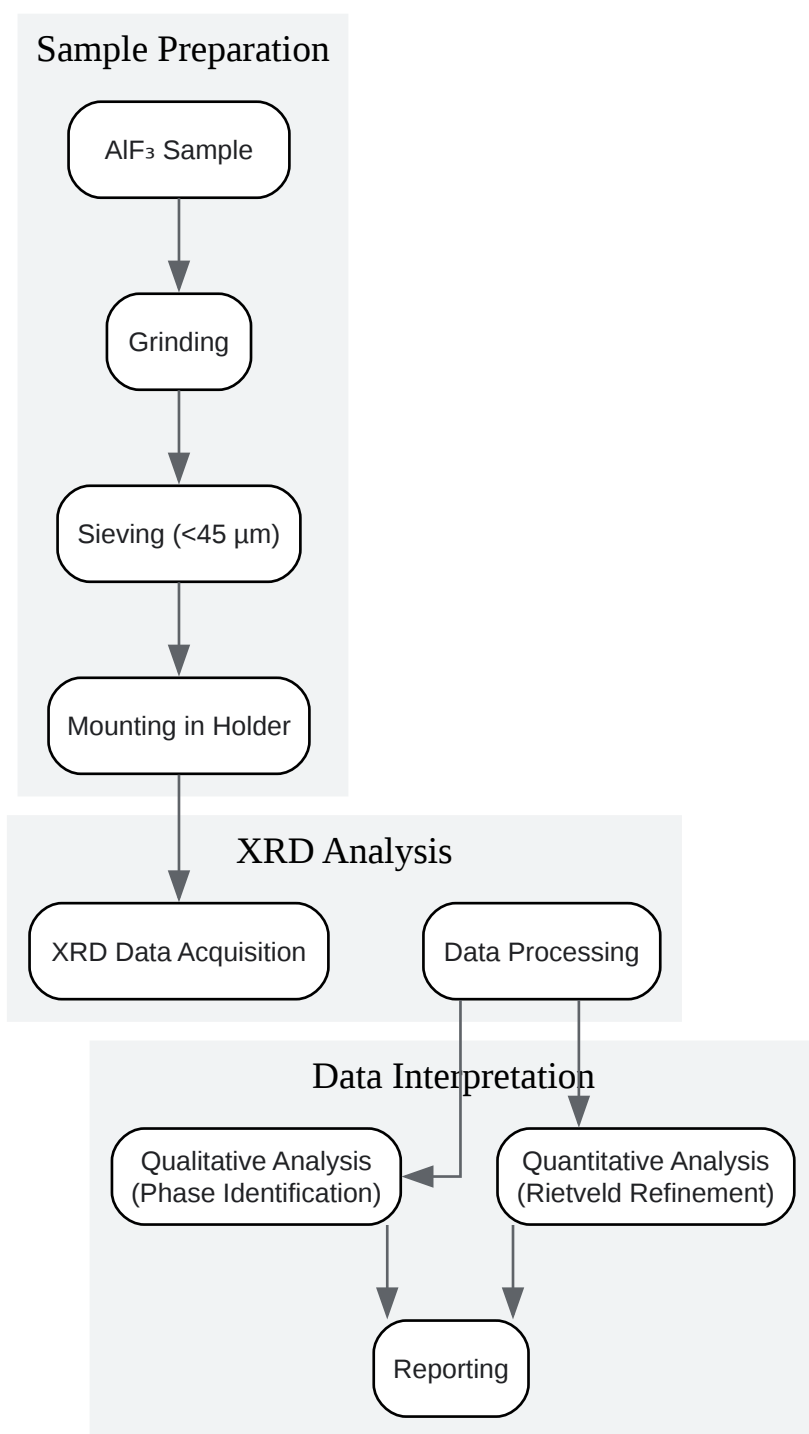 Sample Preparation
AlF₃ Sample
Grinding
Sieving (<45 µm)
Mounting in Holder
XRD Analysis
XRD Data Acquisition
Data Processing
Data Interpretation
Qualitative Analysis
(Phase Identification)
Quantitative Analysis
(Rietveld Refinement)
Reporting